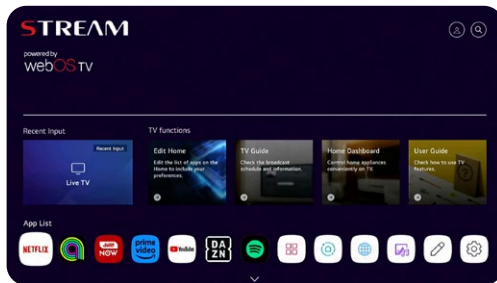 STREAM
powered by
webOS TV
Recent Input
TV functions
Recent Input
Live TV
Edit Home
Edit the list of apps on the
Home to include your
preferences.
TV Guide
Check the broadcast
schedule and information.
Home Dashboard
Control home appliances
conveniently on TV.
User Guide
Check how to use TV
features.
App List
NETFLIX
NOW
prime
video
YouTube
DA
ZN